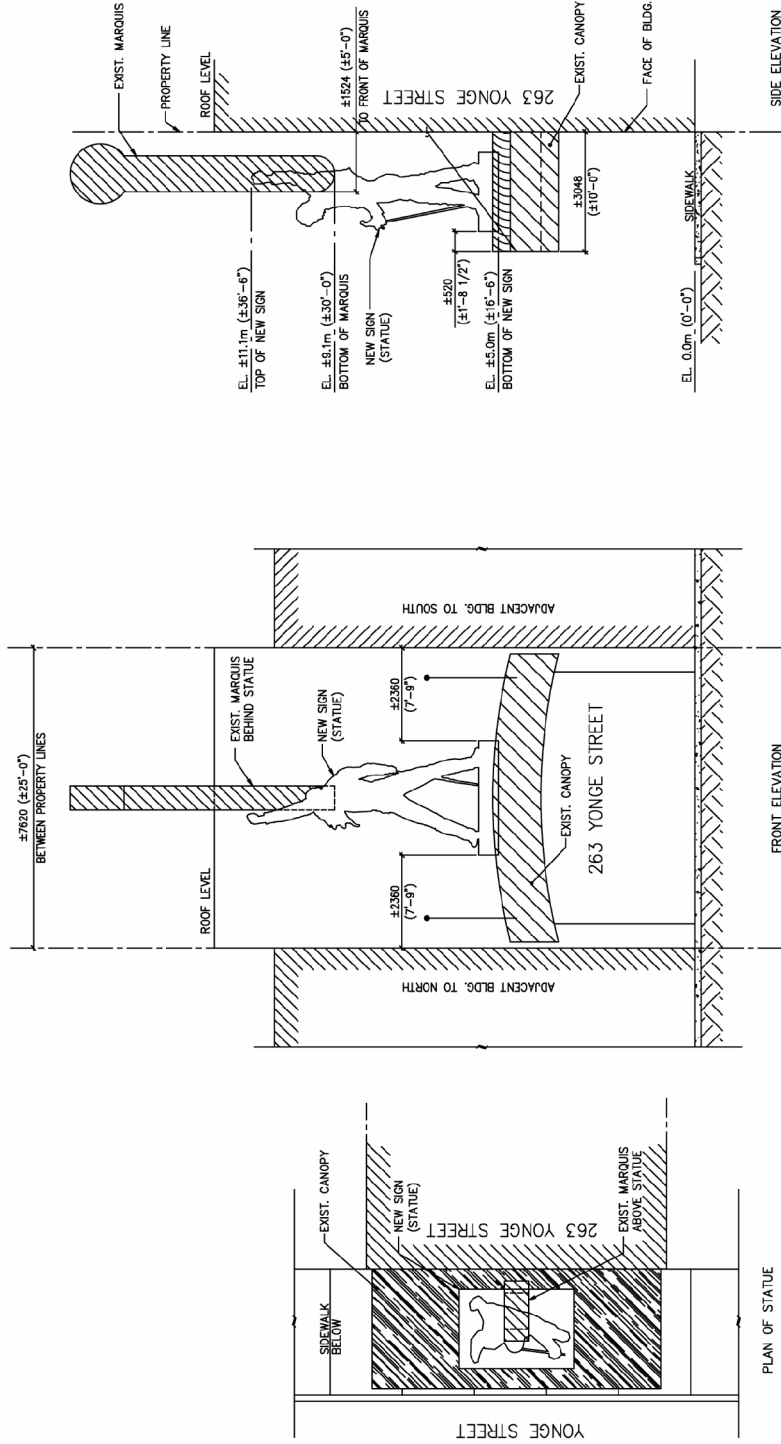 EXIST. MARQUIS
PROPERTY LINE
ROOF LEVEL
±1524 (±5'-0")
TO FRONT OF MARQUIS
263 YONGE STREET
EXIST. CANOPY
FACE OF BLDG.
SIDE ELEVATION
EL. ±11.1m (±36'-6")
TOP OF NEW SIGN
EL. ±9.1m (±30'-0")
BOTTOM OF MARQUIS
NEW SIGN
(STATUE)
±520
(±1'-8 1/2")
EL. ±5.0m (±16'-6")
BOTTOM OF NEW SIGN
±3048
(±10'-0")
SIDEWALK
EL. 0.0m (0'-0")
±7620 (±25'-0")
BETWEEN PROPERTY LINES
ROOF LEVEL
EXIST. MARQUIS
BEHIND STATUE
NEW SIGN
(STATUE)
±2360
(7'-9")
±2360
(7'-9")
ADJACENT BLDG. TO SOUTH
ADJACENT BLDG. TO NORTH
EXIST. CANOPY
263 YONGE STREET
FRONT ELEVATION
EXIST. CANOPY
NEW SIGN
(STATUE)
263 YONGE STREET
EXIST. MARQUIS
ABOVE STATUE
SIDEWALK
BELOW
YONGE STREET
PLAN OF STATUE